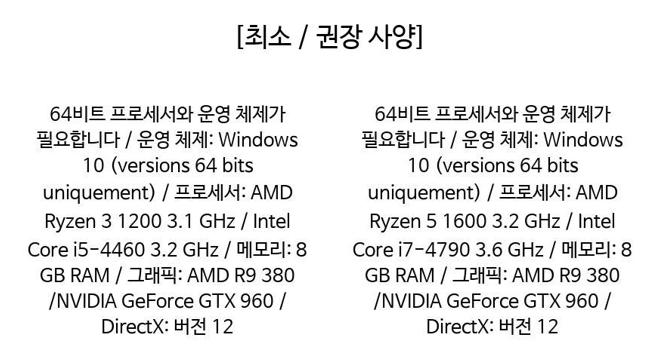 [최소 / 권장 사양]
64비트 프로세서와 운영 체제가
필요합니다 / 운영 체제: Windows
10 (versions 64 bits
uniquement) / 프로세서: AMD
Ryzen 3 1200 3.1 GHz / Intel
Core i5-4460 3.2 GHz / 메모리: 8
GB RAM / 그래픽: AMD R9 380
/NVIDIA GeForce GTX 960 /
DirectX: 버전 12
64비트 프로세서와 운영 체제가
필요합니다 / 운영 체제: Windows
10 (versions 64 bits
uniquement) / 프로세서: AMD
Ryzen 5 1600 3.2 GHz / Intel
Core i7-4790 3.6 GHz / 메모리: 8
GB RAM / 그래픽: AMD R9 380
/NVIDIA GeForce GTX 960 /
DirectX: 버전 12